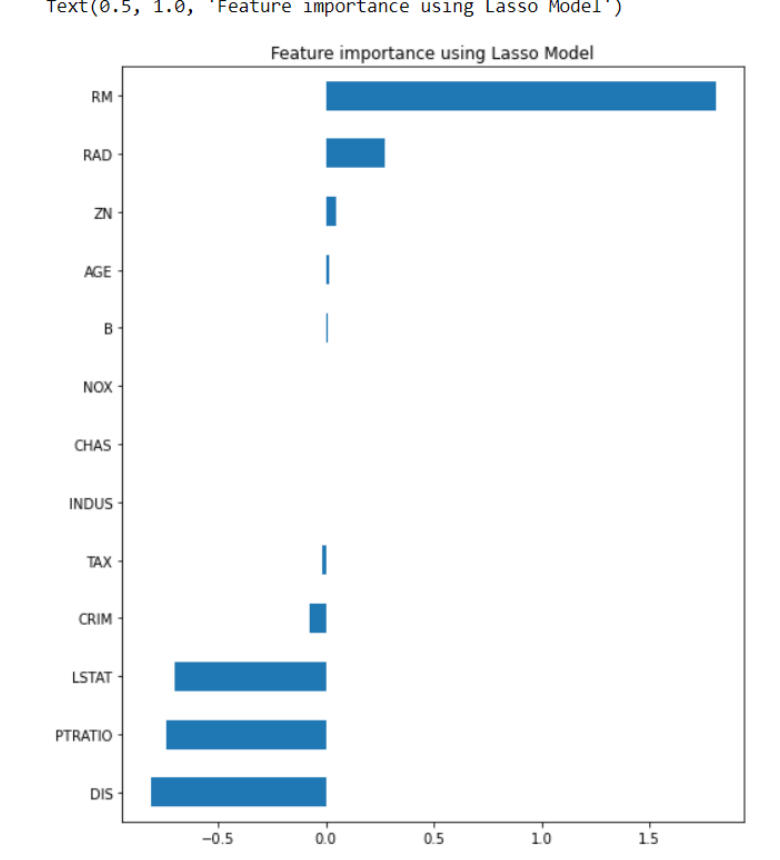 Text(0.5, 1.0, 'Feature importance using Lasso Model')
Feature importance using Lasso Model
RM
RAD
ZN
AGE
B
NOX
CHAS
INDUS
TAX
CRIM
LSTAT
PTRATIO
DIS
−0.5 0.0 0.5 1.0 1.5